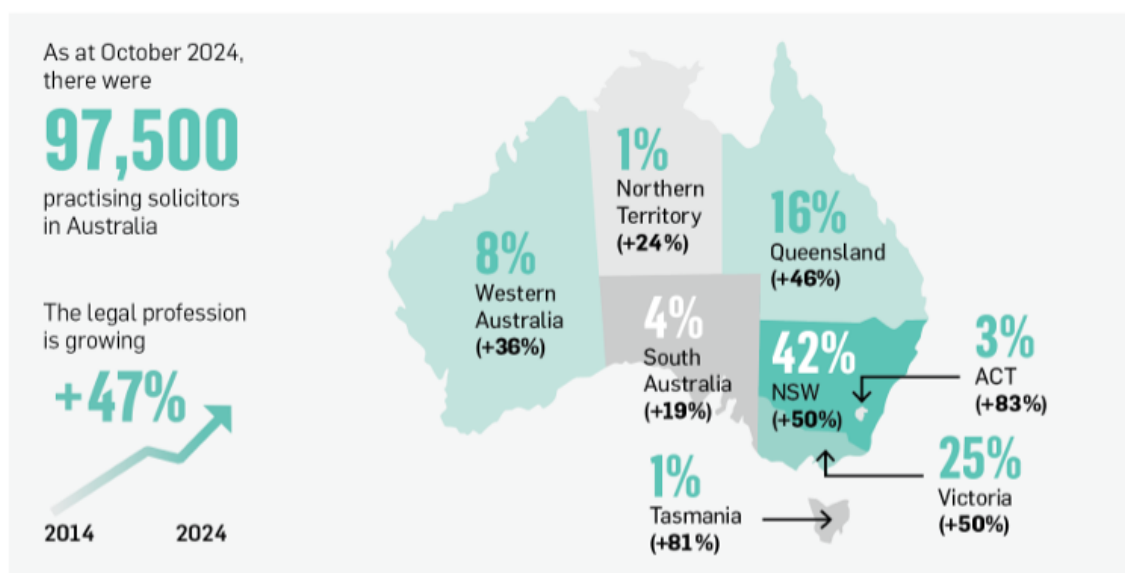 As at October 2024,
there were
97,500
practising solicitors
in Australia
The legal profession
is growing
+47%
2014
2024
8%
Western
Australia
(+36%)
1%
Northern
Territory
(+24%)
16%
Queensland
(+46%)
4%
South
Australia
(+19%)
42%
NSW
(+50%)
3%
ACT
(+83%)
25%
Victoria
(+50%)
1%
Tasmania
(+81%)